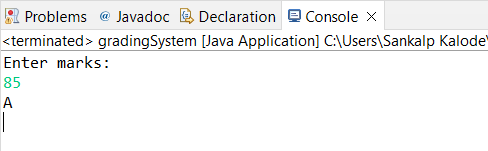 Problems @ Javadoc Declaration Console
<terminated> gradingSystem [Java Application] C:\Users\Sankalp Kalode\
Enter marks:
85
A